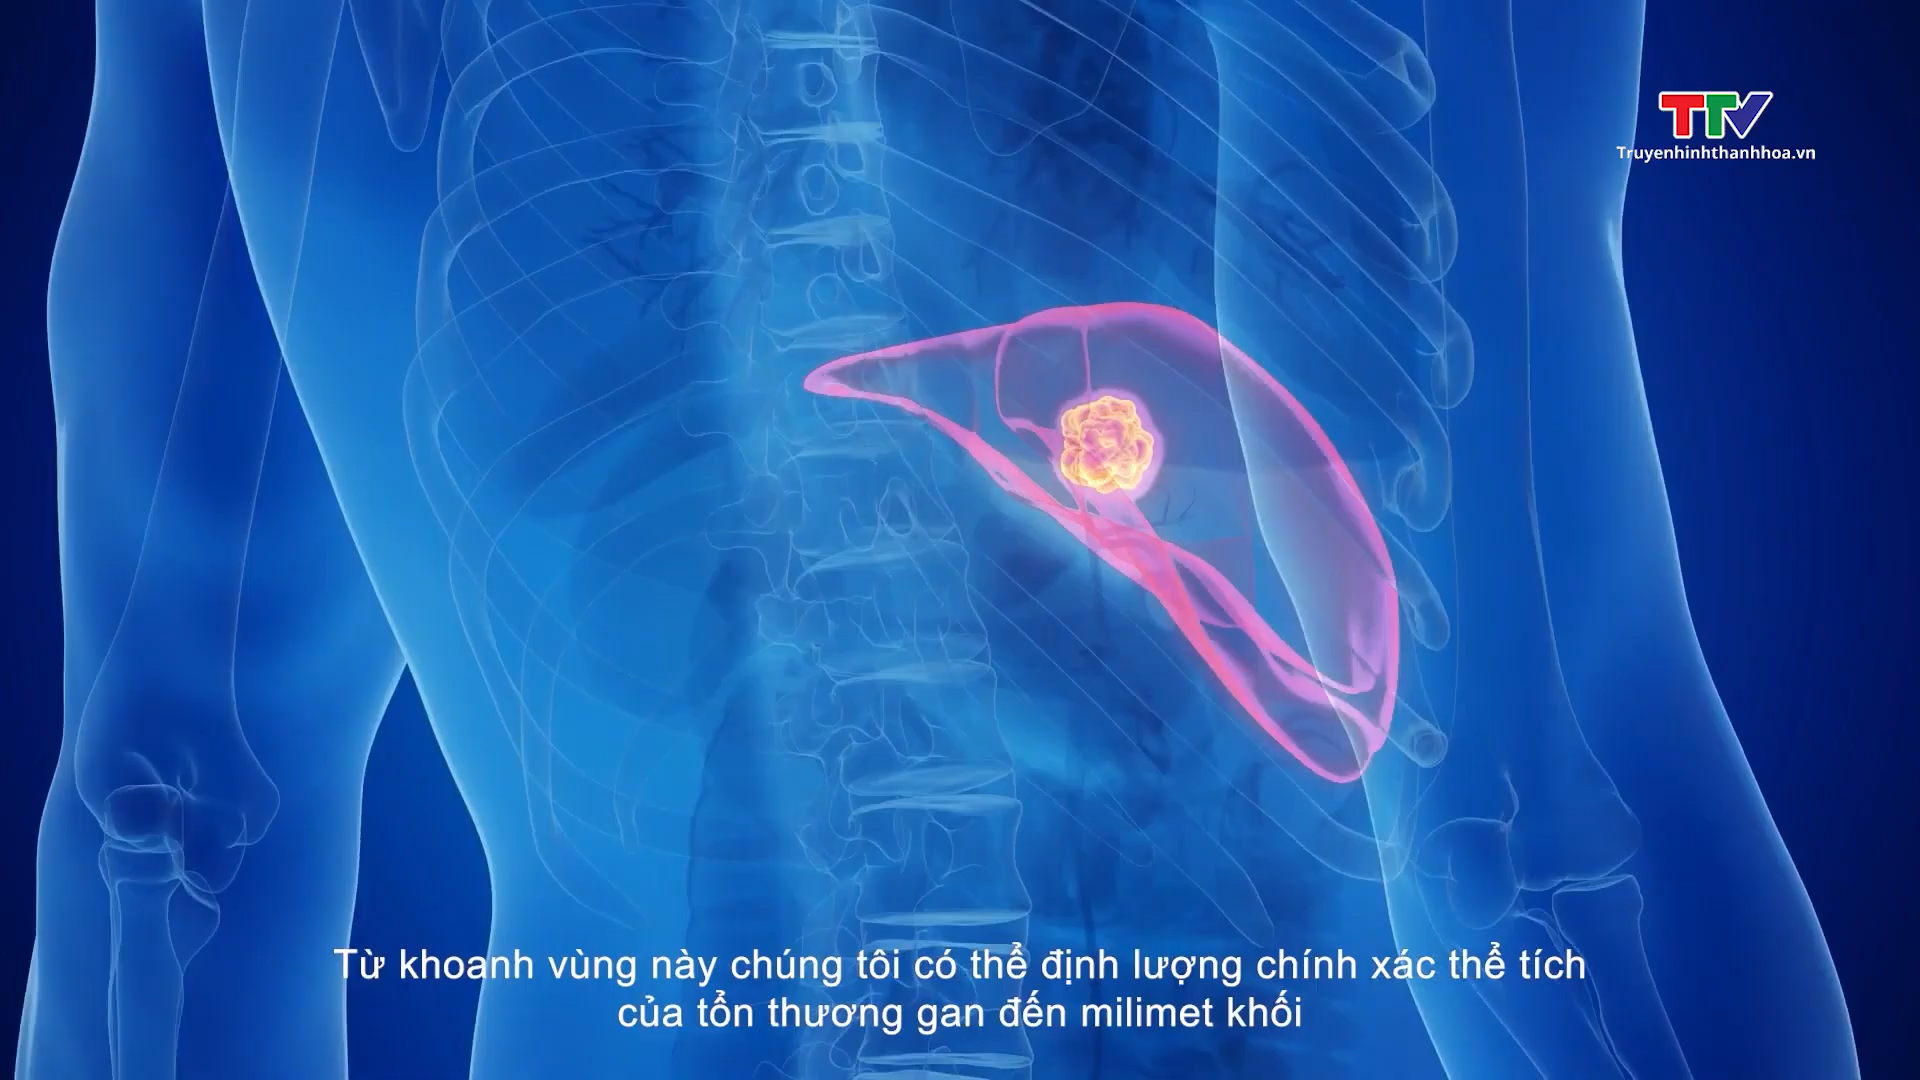 TTV
Truyenhinhthanhhoa.vn
Từ khoanh vùng này chúng tôi có thể định lượng chính xác thể tích
của tổn thương gan đến milimet khối